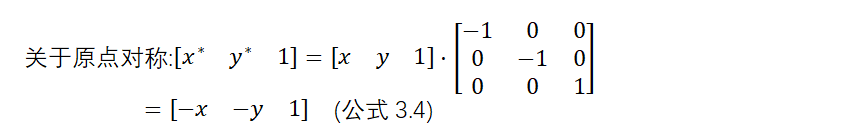 关于原点对称:[x* y* 1] = [x y 1] · [−1 0 0
0 −1 0
0 0 1]
= [−x −y 1] (公式 3.4)